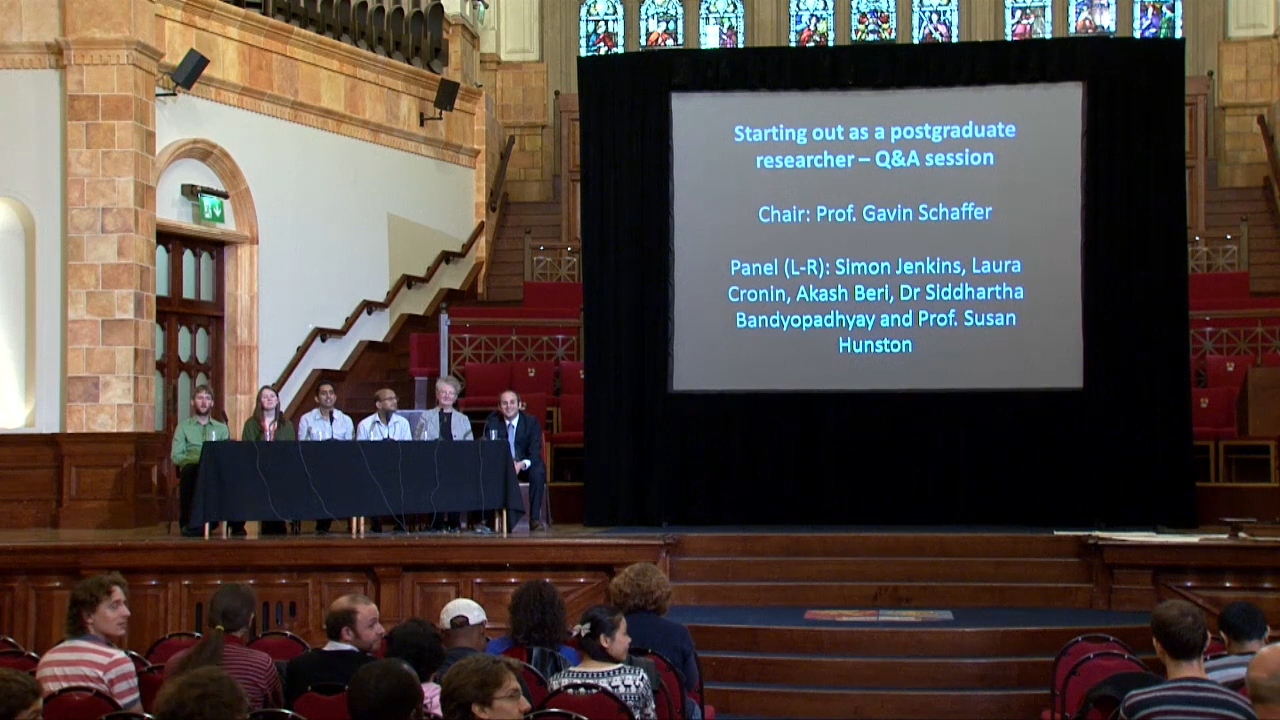 Starting out as a postgraduate
researcher – Q&A session
Chair: Prof. Gavin Schaffer
Panel (L-R): Simon Jenkins, Laura
Cronin, Akash Beri, Dr Siddhartha
Bandyopadhyay and Prof. Susan
Hunston